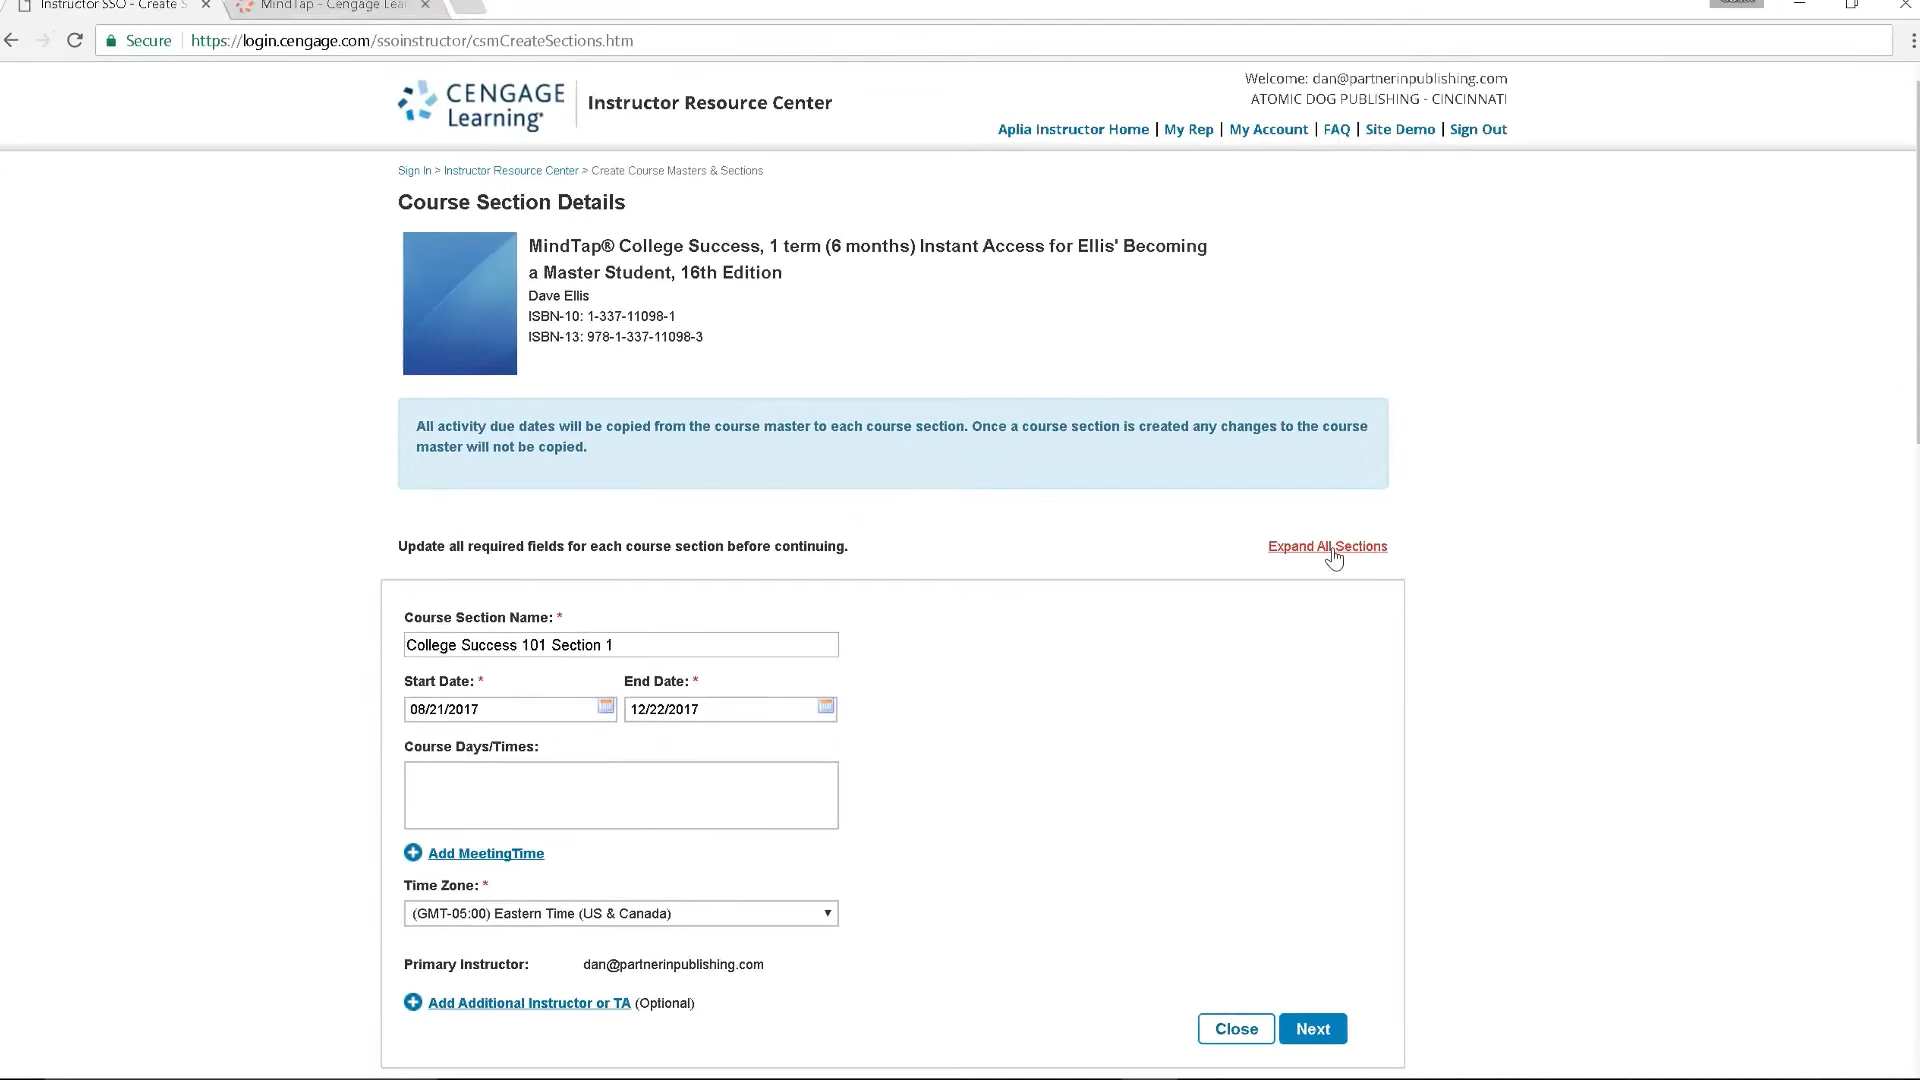 Instructor SSO - Create S
MindTap - Cengage Lea
Secure
https://login.cengage.com/ssoinstructor/csmCreateSections.htm
CENGAGE
Learning®
Instructor Resource Center
Welcome: dan@partnerinpublishing.com
ATOMIC DOG PUBLISHING - CINCINNATI
Aplia Instructor Home | My Rep | My Account | FAQ | Site Demo | Sign Out
Sign In > Instructor Resource Center > Create Course Masters & Sections
Course Section Details
MindTap® College Success, 1 term (6 months) Instant Access for Ellis' Becoming
a Master Student, 16th Edition
Dave Ellis
ISBN-10: 1-337-11098-1
ISBN-13: 978-1-337-11098-3
All activity due dates will be copied from the course master to each course section. Once a course section is created any changes to the course
master will not be copied.
Update all required fields for each course section before continuing.
Expand All Sections
Course Section Name: *
College Success 101 Section 1
Start Date: * End Date: *
08/21/2017 12/22/2017
Course Days/Times:
Add MeetingTime
Time Zone: *
(GMT-05:00) Eastern Time (US & Canada)
Primary Instructor: dan@partnerinpublishing.com
Add Additional Instructor or TA (Optional)
Close Next